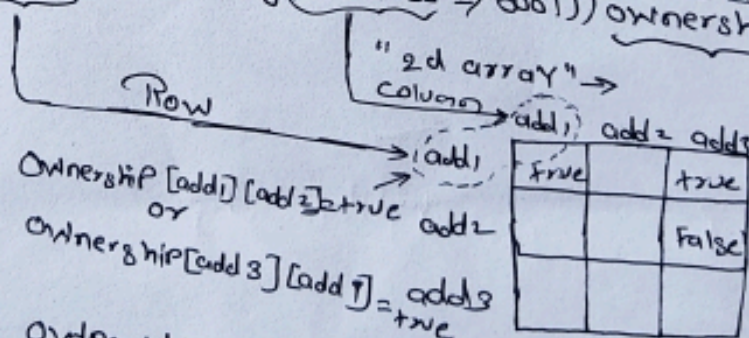 → bool)) ownersh
"2d array" →
Column add1 add2 add3
Row
add1 true true
Ownership [add1] [add2]=true
add2 False
or
Ownership[add3] [add1] = true
add3